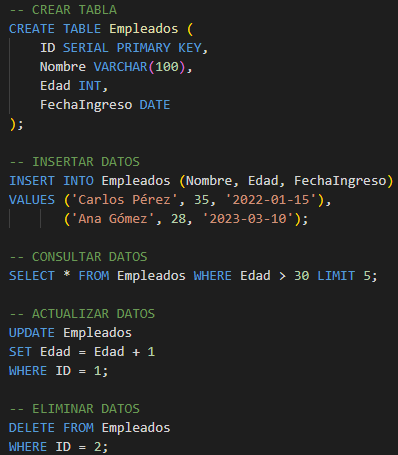 -- CREAR TABLA
CREATE TABLE Empleados (
    ID SERIAL PRIMARY KEY,
    Nombre VARCHAR(100),
    Edad INT,
    FechaIngreso DATE
);

-- INSERTAR DATOS
INSERT INTO Empleados (Nombre, Edad, FechaIngreso)
VALUES ('Carlos Pérez', 35, '2022-01-15'),
       ('Ana Gómez', 28, '2023-03-10');

-- CONSULTAR DATOS
SELECT * FROM Empleados WHERE Edad > 30 LIMIT 5;

-- ACTUALIZAR DATOS
UPDATE Empleados
SET Edad = Edad + 1
WHERE ID = 1;

-- ELIMINAR DATOS
DELETE FROM Empleados
WHERE ID = 2;